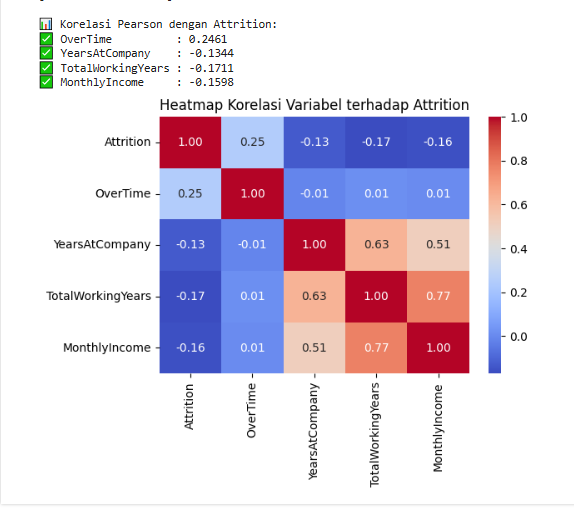 📊 Korelasi Pearson dengan Attrition:
✅ OverTime : 0.2461
✅ YearsAtCompany : -0.1344
✅ TotalWorkingYears : -0.1711
✅ MonthlyIncome : -0.1598
Heatmap Korelasi Variabel terhadap Attrition
Attrition 1.00 0.25 -0.13 -0.17 -0.16
OverTime 0.25 1.00 -0.01 0.01 0.01
YearsAtCompany -0.13 -0.01 1.00 0.63 0.51
TotalWorkingYears -0.17 0.01 0.63 1.00 0.77
MonthlyIncome -0.16 0.01 0.51 0.77 1.00
Attrition
OverTime
YearsAtCompany
TotalWorkingYears
MonthlyIncome
1.0
0.8
0.6
0.4
0.2
0.0